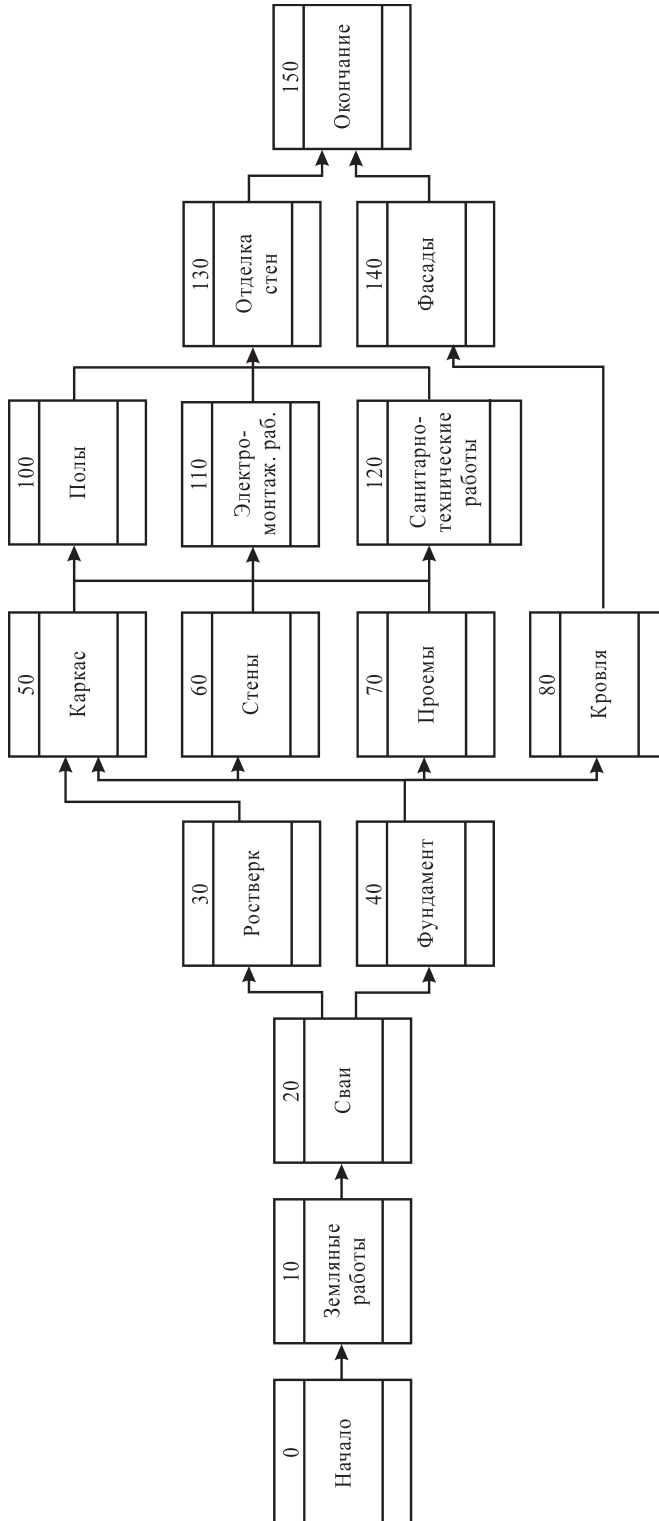 0
Начало
10
Земляные
работы
20
Сваи
30
Ростверк
40
Фундамент
50
Каркас
60
Стены
70
Проемы
80
Кровля
100
Полы
110
Электро-
монтаж. раб.
120
Санитарно-
технические
работы
130
Отделка
стен
140
Фасады
150
Окончание